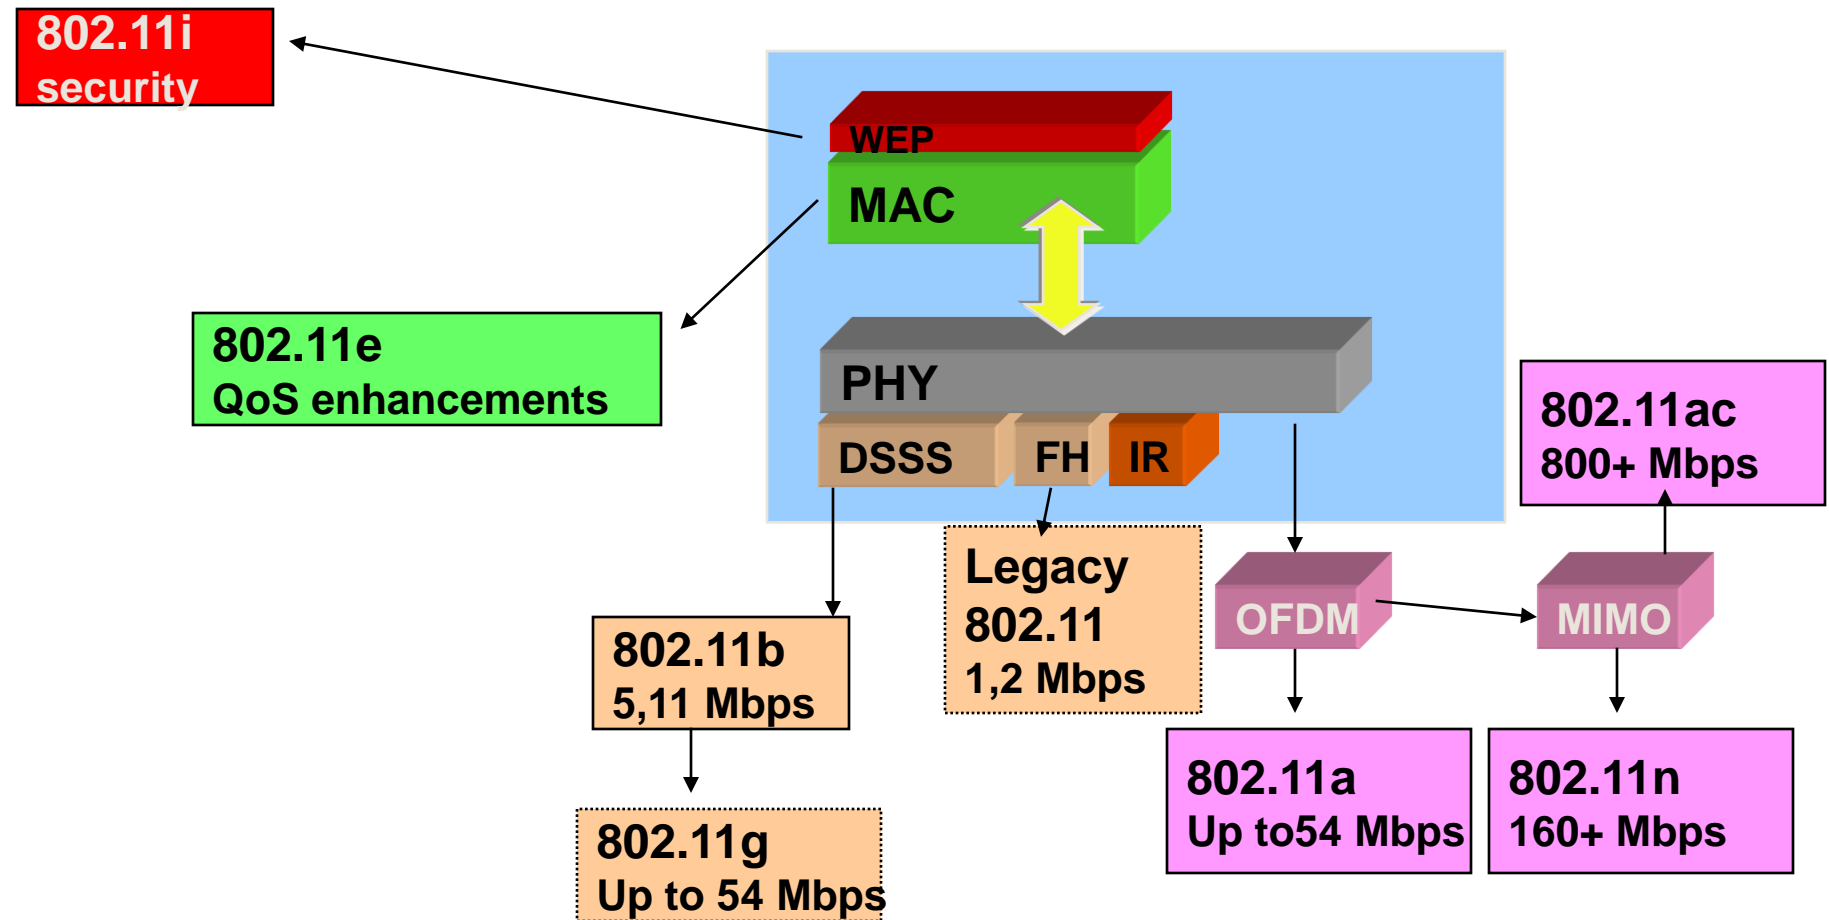 802.11i
security
WEP
MAC
802.11e
QoS enhancements
PHY
802.11ac
800+ Mbps
DSSS
FH
IR
Legacy
802.11
1,2 Mbps
OFDM
MIMO
802.11b
5,11 Mbps
802.11a
Up to54 Mbps
802.11n
160+ Mbps
802.11g
Up to 54 Mbps